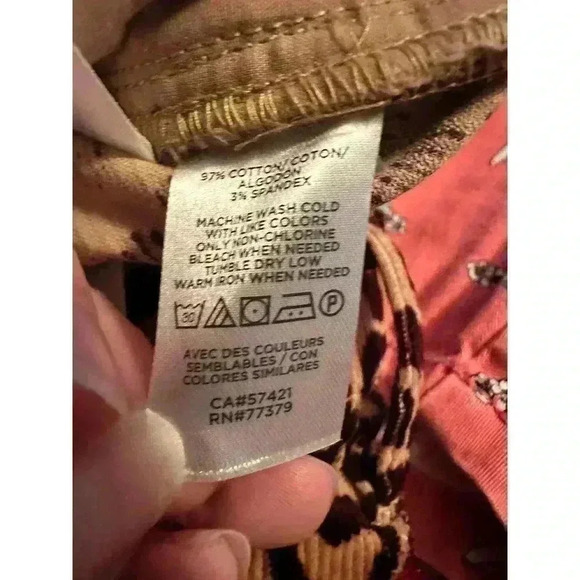 97% COTTON/COTON/
ALGODON
3% SPANDEX
MACHINE WASH COLD
WITH LIKE COLORS
ONLY NON-CHLORINE
BLEACH WHEN NEEDED
TUMBLE DRY LOW
WARM IRON WHEN NEEDED
30 P
AVEC DES COULEURS
SEMBLABLES / CON
COLORES SIMILARES
CA#57421
RN#77379